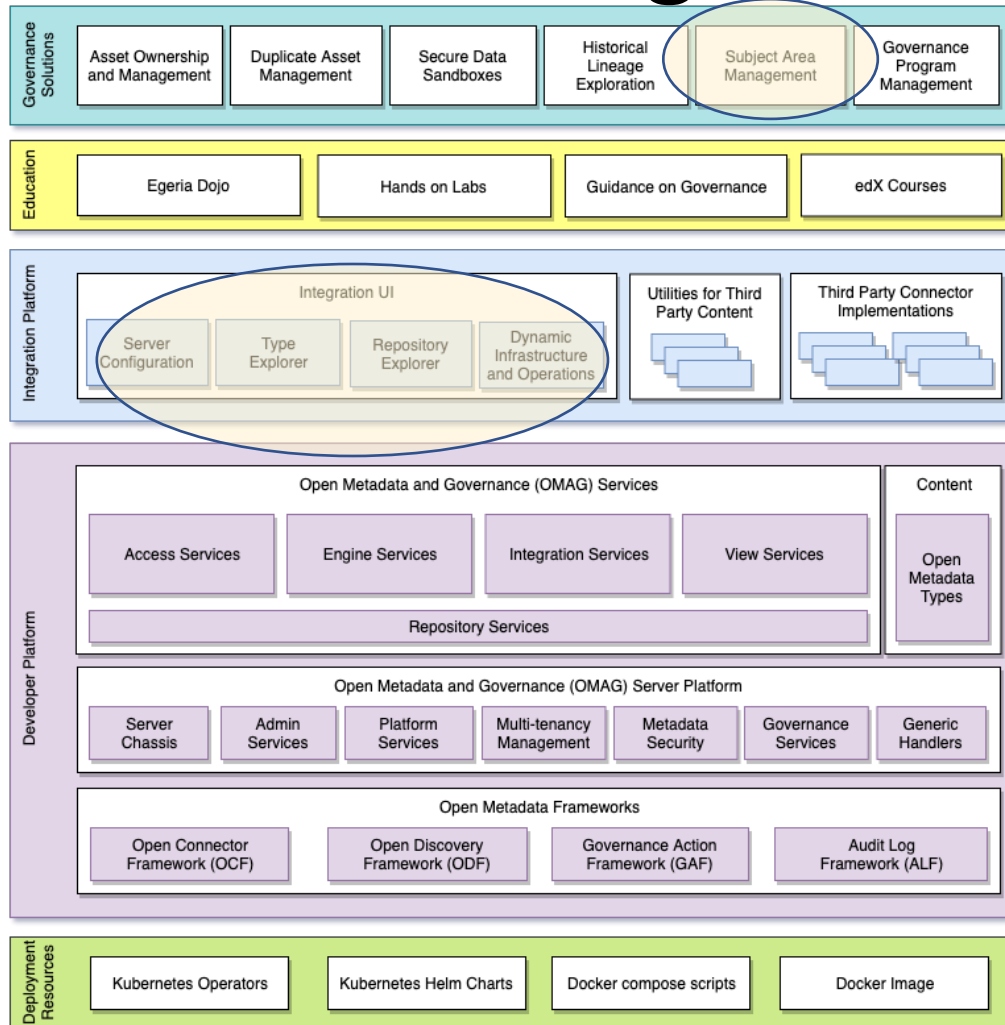 Governance
Solutions
Asset Ownership
and Management
Duplicate Asset
Management
Secure Data
Sandboxes
Historical
Lineage
Exploration
Subject Area
Management
Governance
Program
Management
Education
Egeria Dojo
Hands on Labs
Guidance on Governance
edX Courses
Integration Platform
Integration UI
Server
Configuration
Type
Explorer
Repository
Explorer
Dynamic
Infrastructure
and Operations
Utilities for Third
Party Content
Third Party Connector
Implementations
Developer Platform
Open Metadata and Governance (OMAG) Services
Access Services
Engine Services
Integration Services
View Services
Repository Services
Content
Open
Metadata
Types
Open Metadata and Governance (OMAG) Server Platform
Server
Chassis
Admin
Services
Platform
Services
Multi-tenancy
Management
Metadata
Security
Governance
Services
Generic
Handlers
Open Metadata Frameworks
Open Connector
Framework (OCF)
Open Discovery
Framework (ODF)
Governance Action
Framework (GAF)
Audit Log
Framework (ALF)
Deployment
Resources
Kubernetes Operators
Kubernetes Helm Charts
Docker compose scripts
Docker Image